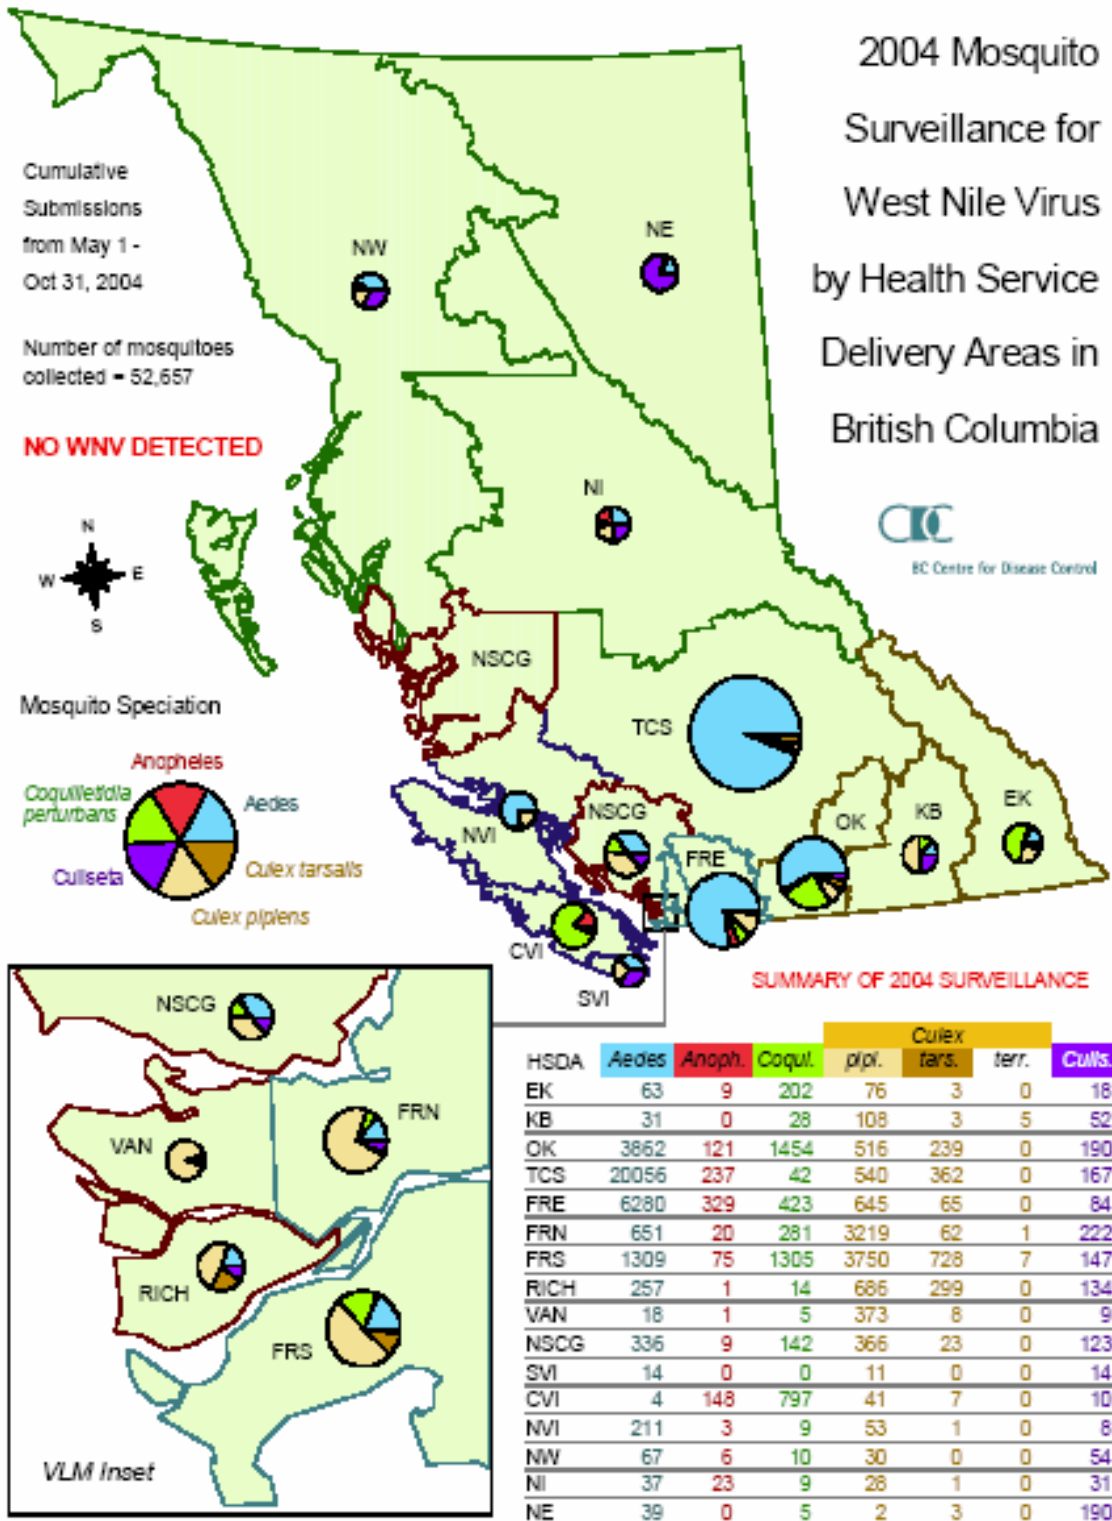 2004 Mosquito
Surveillance for
West Nile Virus
by Health Service
Delivery Areas in
British Columbia
Cumulative
Submissions
from May 1 -
Oct 31, 2004
Number of mosquitoes
collected = 52,657
NO WNV DETECTED
N
W E
S
NW
NE
NI
BC Centre for Disease Control
NSCG
TCS
Mosquito Speciation
Anopheles
Coquilletidia
perturbans
Aedes
Culiseta
Culex tarsalis
Culex pipiens
NVI
NSCG
FRE
OK
KB
EK
CVI
SVI
SUMMARY OF 2004 SURVEILLANCE
NSCG
FRN
VAN
RICH
FRS
VLM Inset
Culex
HSDA Aedes Anoph. Coqui. pipi. tars. terr. Culis.
EK 63 9 202 76 3 0 18
KB 31 0 28 108 3 5 52
OK 3862 121 1454 516 239 0 190
TCS 20056 237 42 540 362 0 167
FRE 6280 329 423 645 65 0 84
FRN 651 20 281 3219 62 1 222
FRS 1309 75 1305 3750 728 7 147
RICH 257 1 14 686 299 0 134
VAN 18 1 5 373 8 0 9
NSCG 336 9 142 366 23 0 123
SVI 14 0 0 11 0 0 14
CVI 4 148 797 41 7 0 10
NVI 211 3 9 53 1 0 8
NW 67 6 10 30 0 0 54
NI 37 23 9 28 1 0 31
NE 39 0 5 2 3 0 190